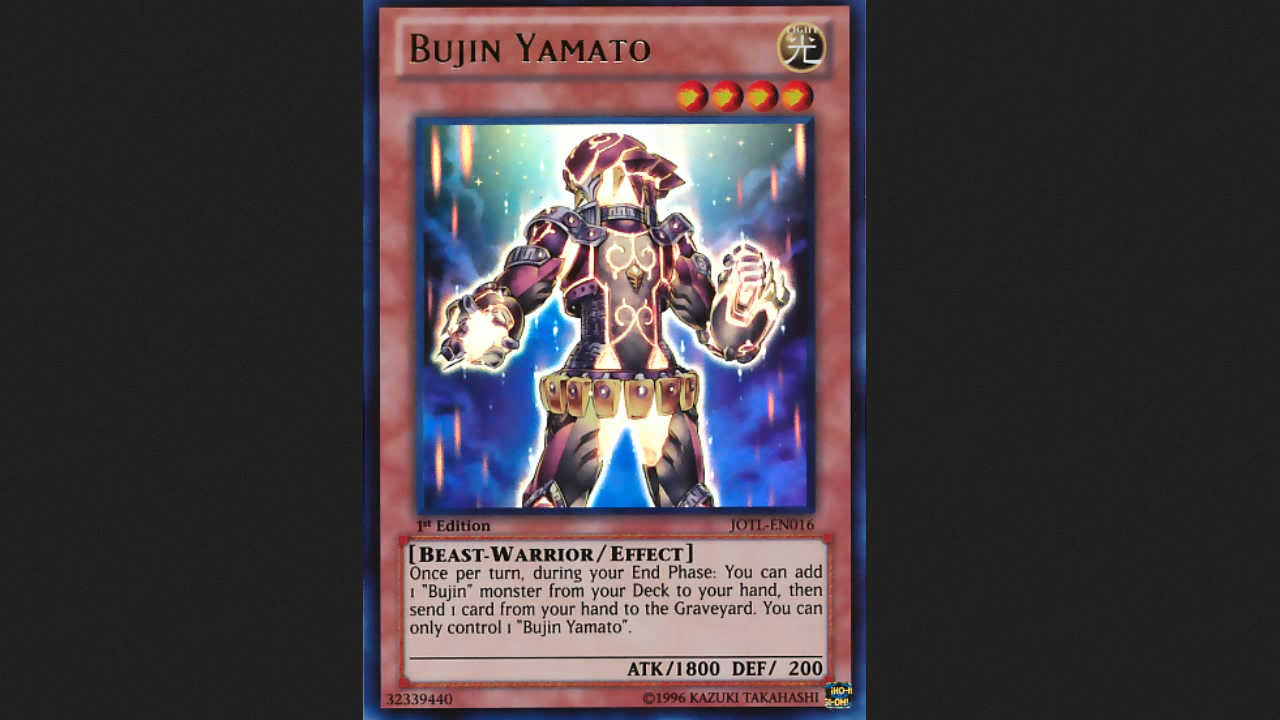 Bujin Yamato
LIGHT
光
1st Edition
JOTL-EN016
[Beast-Warrior/Effect]
Once per turn, during your End Phase: You can add
1 "Bujin" monster from your Deck to your hand, then
send 1 card from your hand to the Graveyard. You can
only control 1 "Bujin Yamato".
ATK/1800 DEF/ 200
32339440
©1996 KAZUKI TAKAHASHI